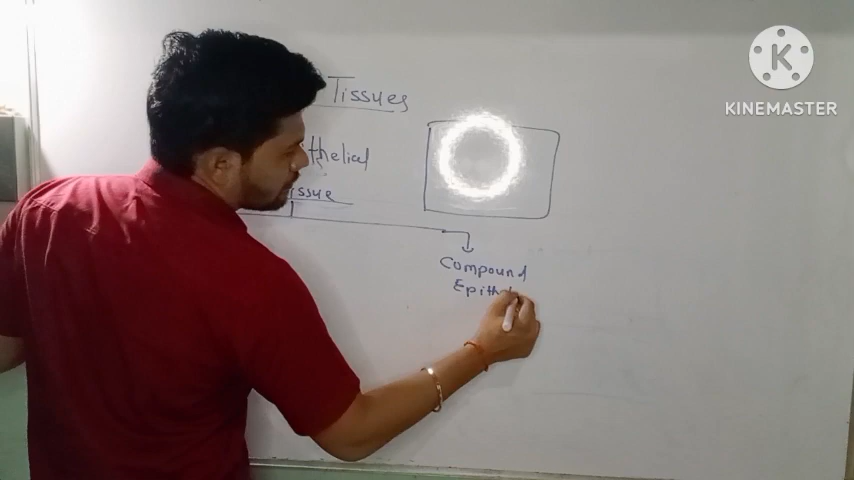 Tissues
thelial
issue
Compound
Epith
K
KINEMASTER